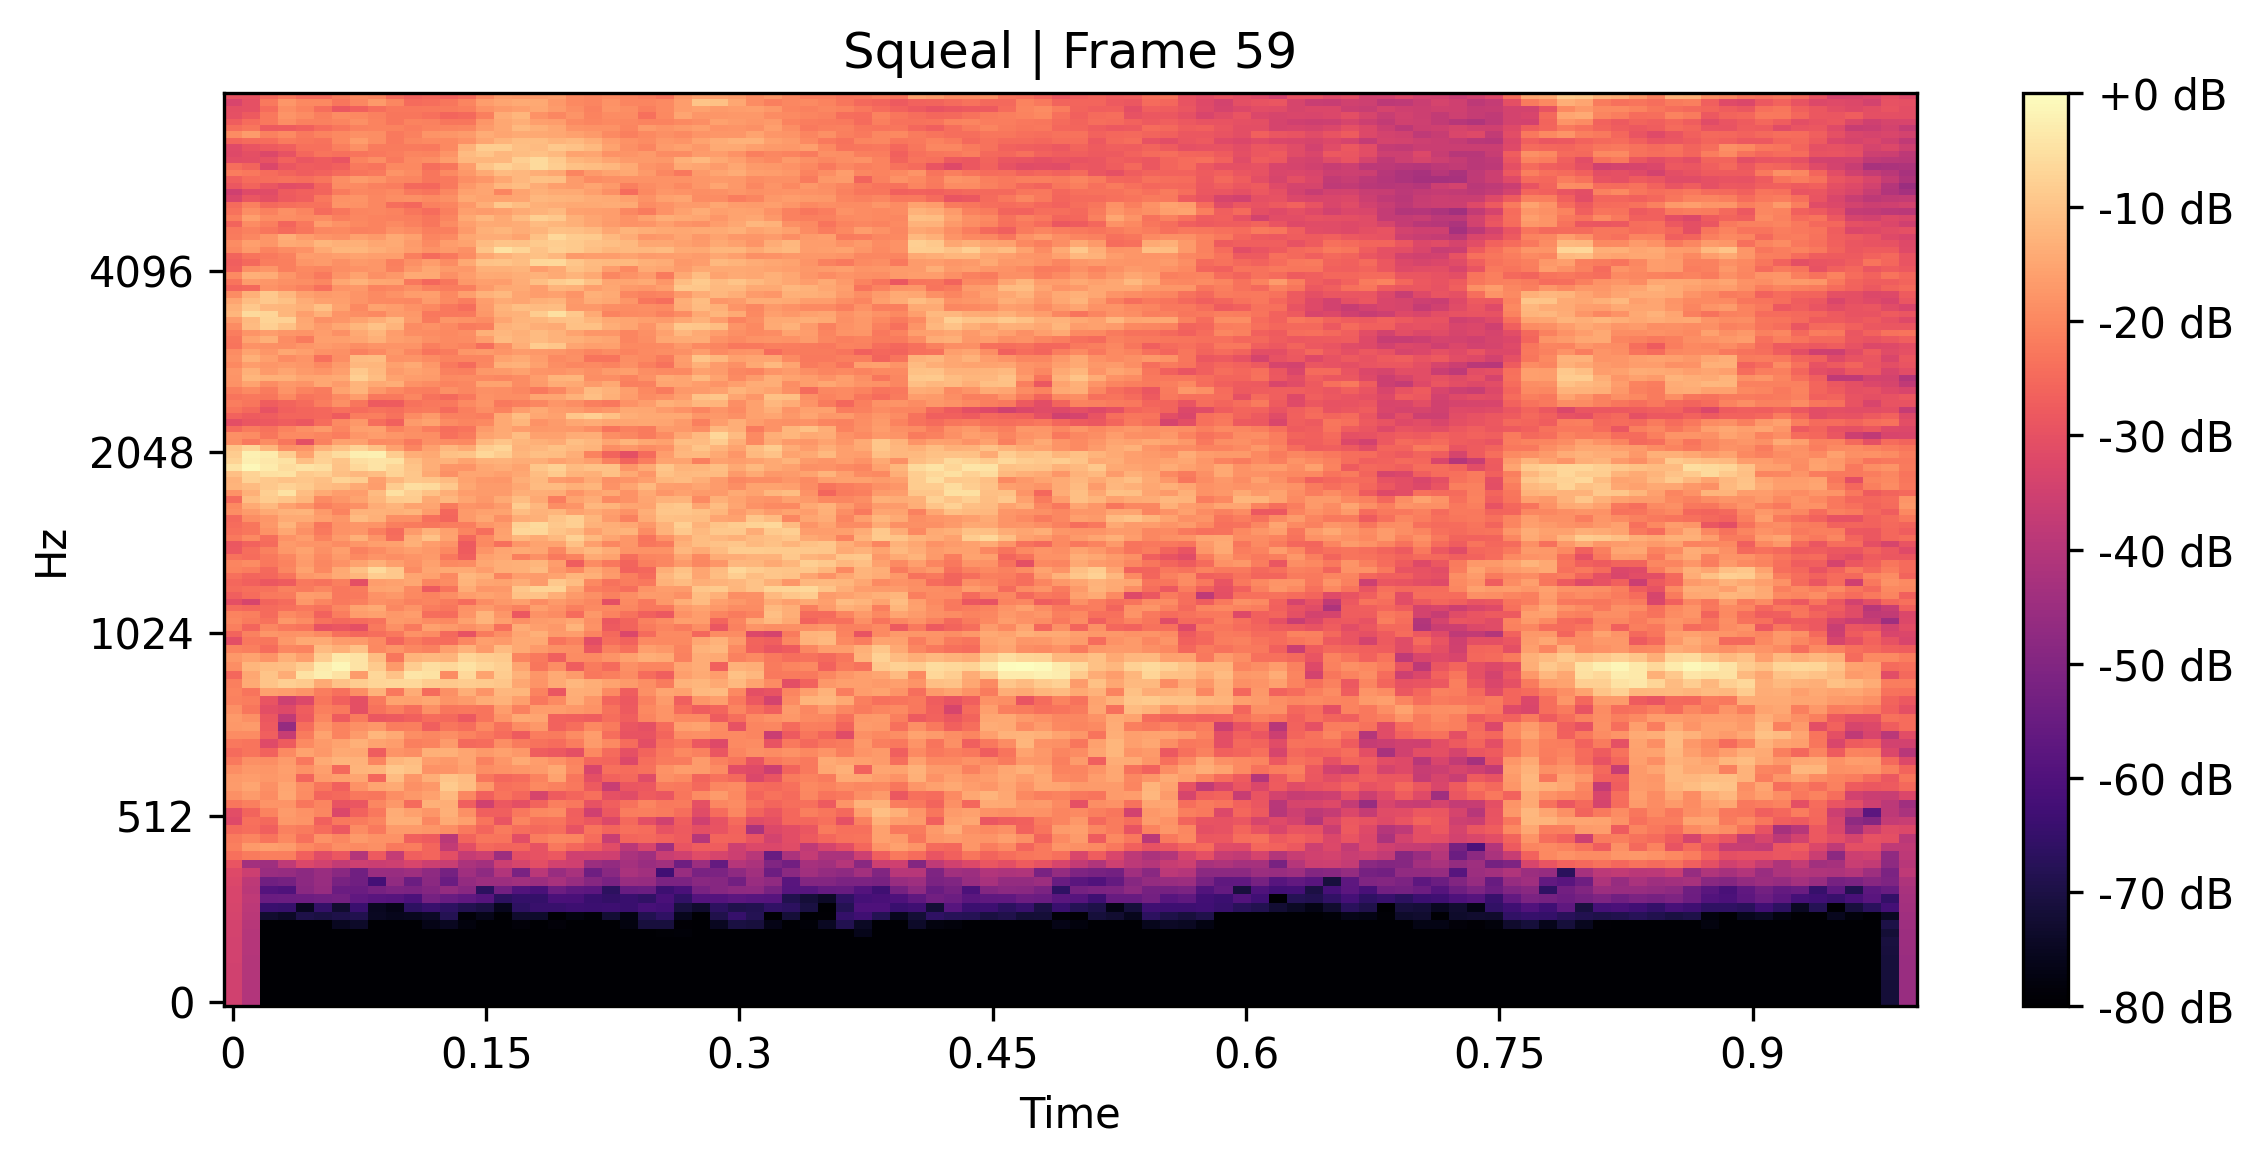 Squeal | Frame 59
+0 dB
-10 dB
-20 dB
-30 dB
-40 dB
-50 dB
-60 dB
-70 dB
-80 dB
4096
2048
1024
512
0
Hz
0 0.15 0.3 0.45 0.6 0.75 0.9
Time